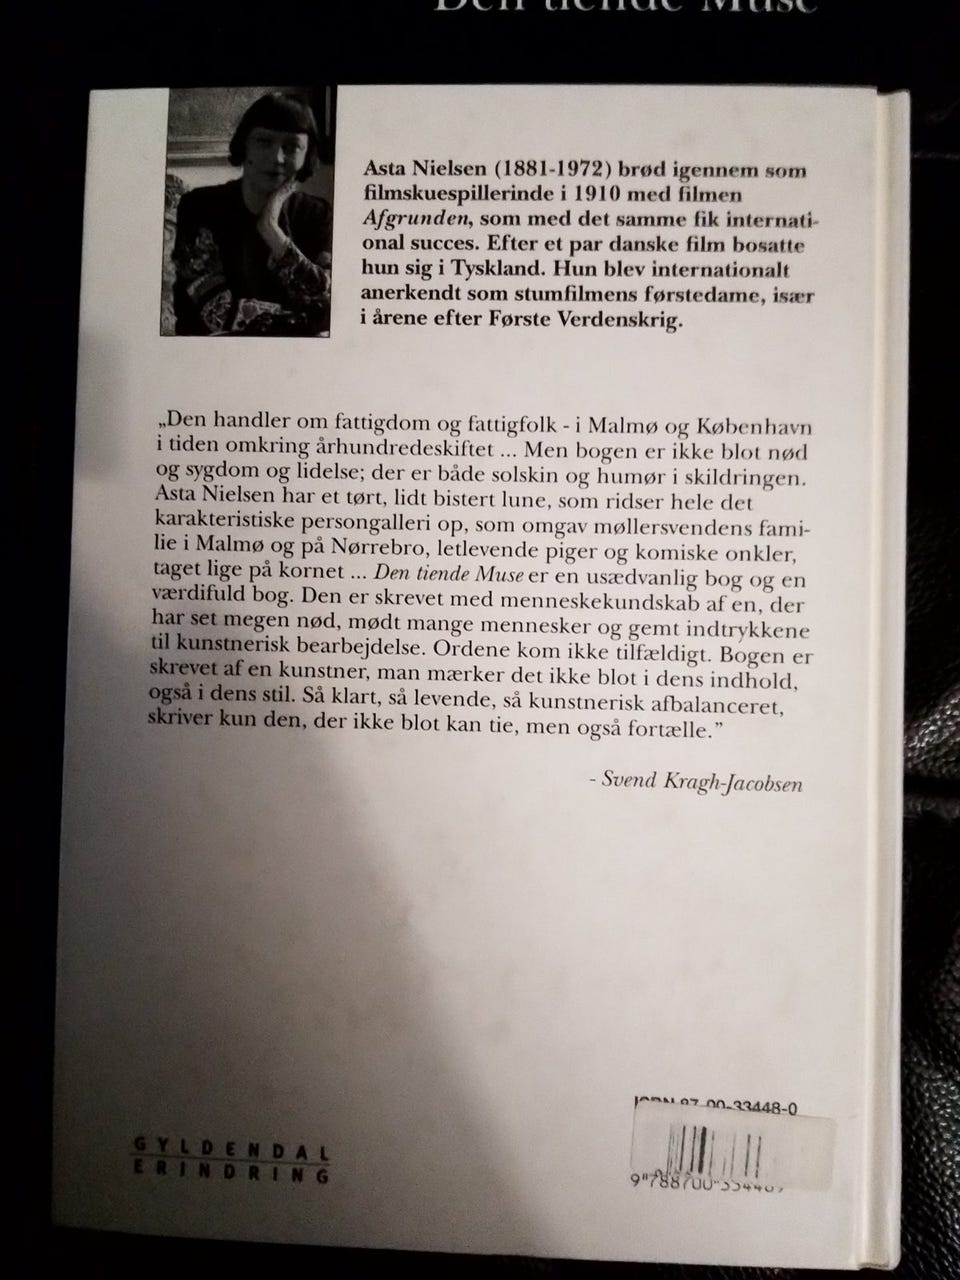 Den tiende Muse
Asta Nielsen (1881-1972) brød igennem som
filmskuespillerinde i 1910 med filmen
Afgrunden, som med det samme fik internati-
onal succes. Efter et par danske film bosatte
hun sig i Tyskland. Hun blev internationalt
anerkendt som stumfilmens førstedame, især
i årene efter Første Verdenskrig.
„Den handler om fattigdom og fattigfolk - i Malmø og København
i tiden omkring århundredeskiftet ... Men bogen er ikke blot nød
og sygdom og lidelse; der er både solskin og humør i skildringen.
Asta Nielsen har et tørt, lidt bistert lune, som ridser hele det
karakteristiske persongalleri op, som omgav møllersvendens fami-
lie i Malmø og på Nørrebro, letlevende piger og komiske onkler,
taget lige på kornet ... Den tiende Muse er en usædvanlig bog og en
værdifuld bog. Den er skrevet med menneskekundskab af en, der
har set megen nød, mødt mange mennesker og gemt indtrykkene
til kunstnerisk bearbejdelse. Ordene kom ikke tilfældigt. Bogen er
skrevet af en kunstner, man mærker det ikke blot i dens indhold,
også i dens stil. Så klart, så levende, så kunstnerisk afbalanceret,
skriver kun den, der ikke blot kan tie, men også fortælle.”
- Svend Kragh-Jacobsen
GYLDENDAL
ERINDRING
ISBN 87-00-33448-0